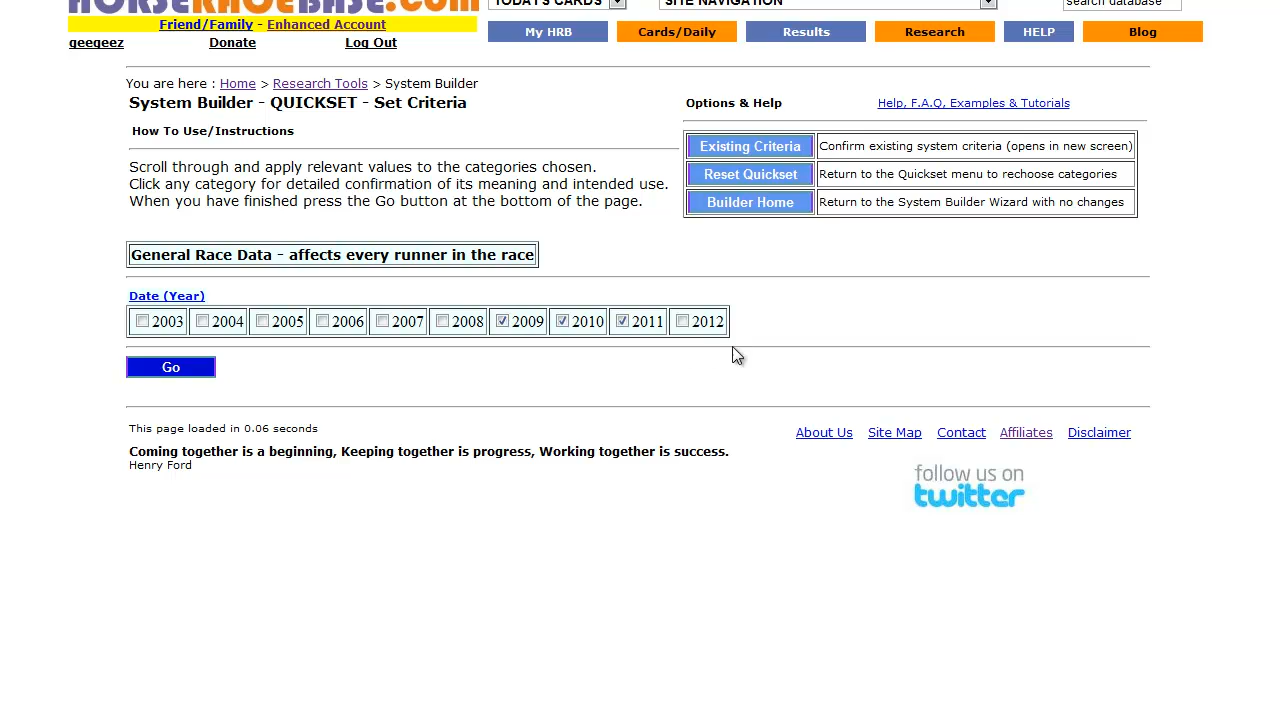 HORSERACEBASE.com
TODAY'S CARDS
SITE NAVIGATION
search database
Friend/Family - Enhanced Account
geegeez Donate Log Out
My HRB Cards/Daily Results Research HELP Blog
You are here : Home > Research Tools > System Builder
System Builder - QUICKSET - Set Criteria
How To Use/Instructions
Scroll through and apply relevant values to the categories chosen.
Click any category for detailed confirmation of its meaning and intended use.
When you have finished press the Go button at the bottom of the page.
Options & Help Help, F.A.Q, Examples & Tutorials
Existing Criteria Confirm existing system criteria (opens in new screen)
Reset Quickset Return to the Quickset menu to rechoose categories
Builder Home Return to the System Builder Wizard with no changes
General Race Data - affects every runner in the race
Date (Year)
2003 2004 2005 2006 2007 2008 2009 2010 2011 2012
Go
This page loaded in 0.06 seconds
Coming together is a beginning, Keeping together is progress, Working together is success.
Henry Ford
About Us Site Map Contact Affiliates Disclaimer
follow us on
twitter